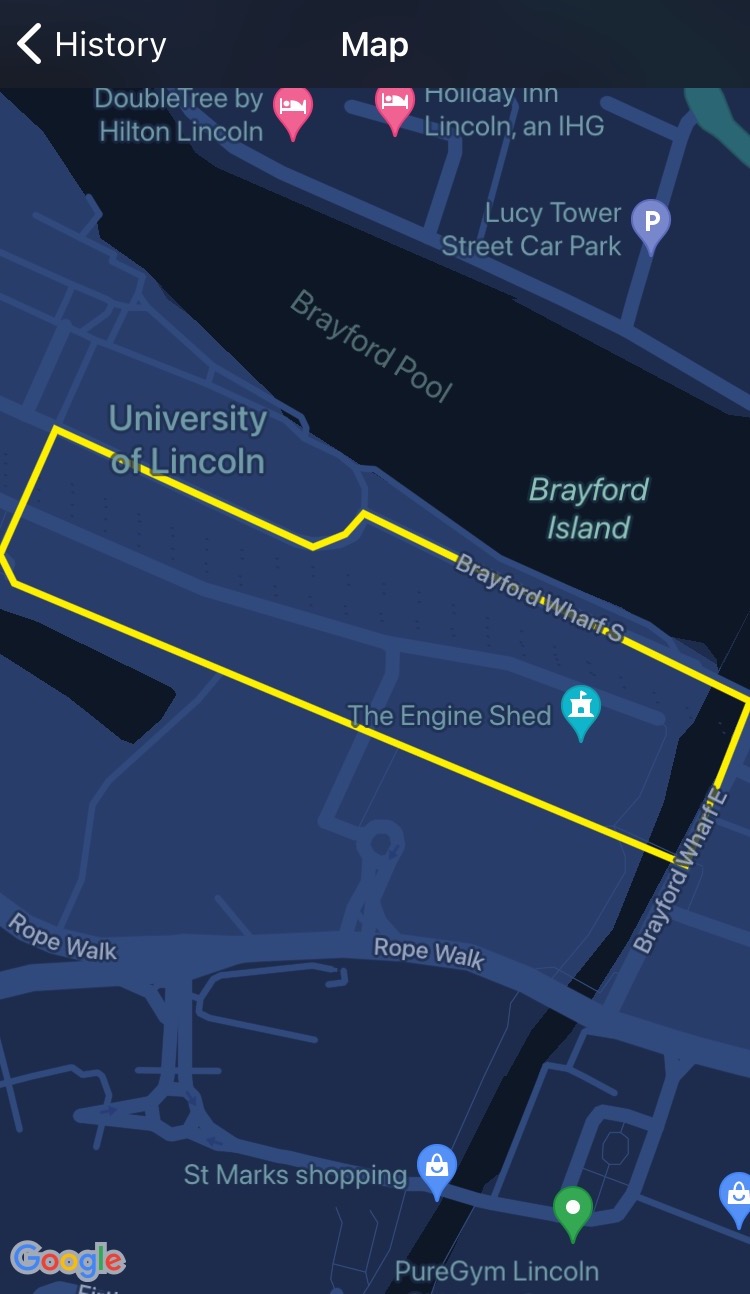 History
Map
DoubleTree by
Hilton Lincoln
Holiday Inn
Lincoln, an IHG
P
Lucy Tower
Street Car Park
Brayford Pool
University
of Lincoln
Brayford
Island
Brayford Wharf S
The Engine Shed
Brayford Wharf E
Rope Walk
Rope Walk
St Marks shopping
PureGym Lincoln
Google